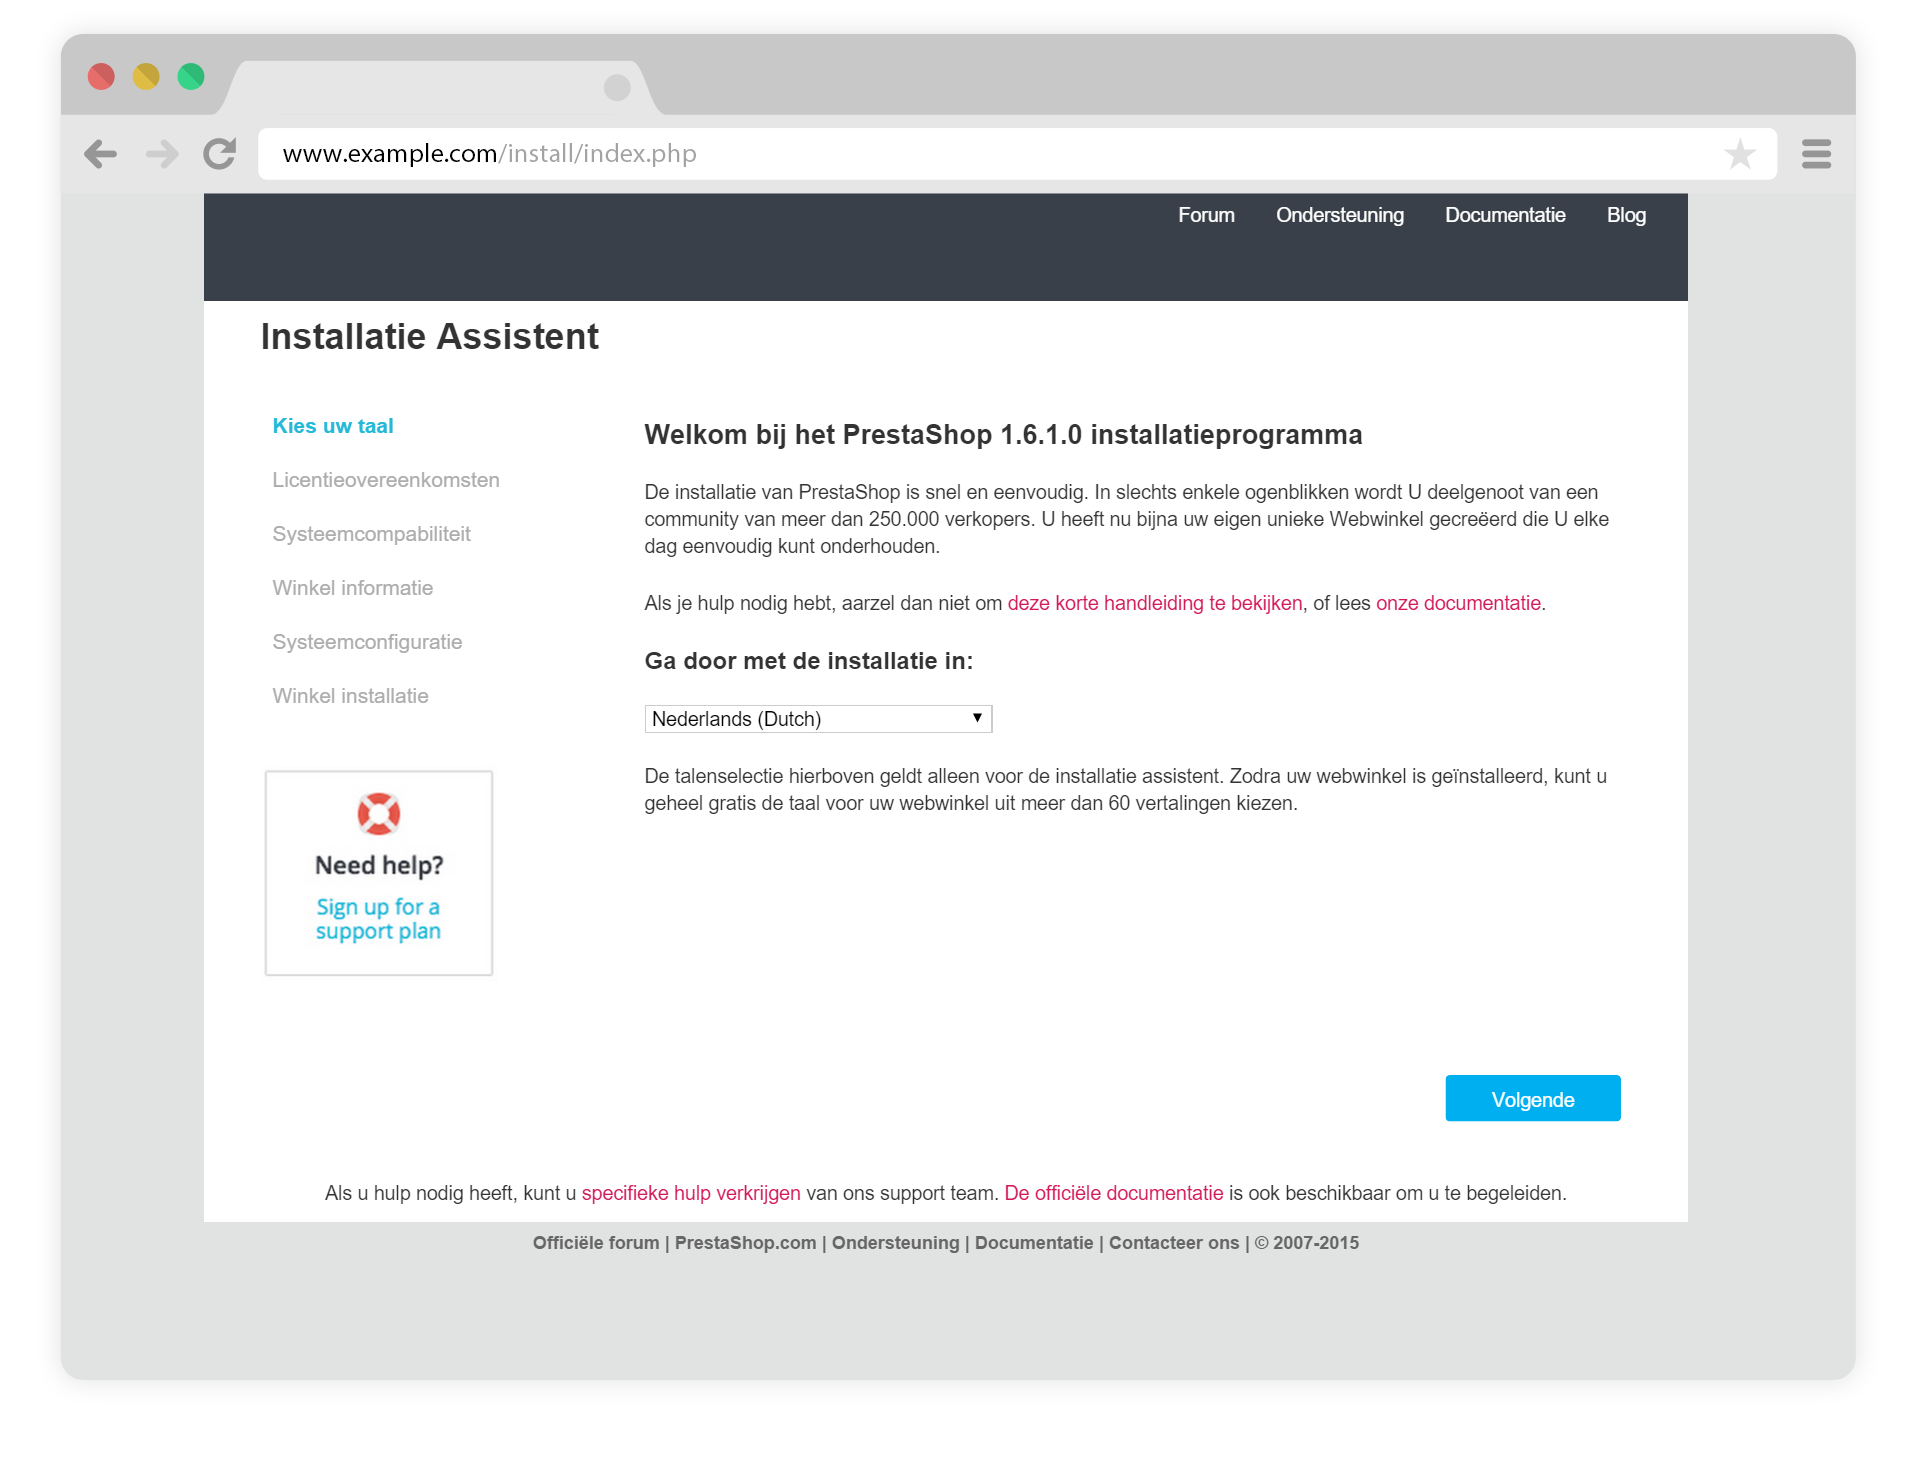 www.example.com/install/index.php
Forum Ondersteuning Documentatie Blog
Installatie Assistent
Kies uw taal
Licentieovereenkomsten
Systeemcompabiliteit
Winkel informatie
Systeemconfiguratie
Winkel installatie
Need help?
Sign up for a
support plan
Welkom bij het PrestaShop 1.6.1.0 installatieprogramma
De installatie van PrestaShop is snel en eenvoudig. In slechts enkele ogenblikken wordt U deelgenoot van een
community van meer dan 250.000 verkopers. U heeft nu bijna uw eigen unieke Webwinkel gecreëerd die U elke
dag eenvoudig kunt onderhouden.
Als je hulp nodig hebt, aarzel dan niet om deze korte handleiding te bekijken, of lees onze documentatie.
Ga door met de installatie in:
Nederlands (Dutch)
De talenselectie hierboven geldt alleen voor de installatie assistent. Zodra uw webwinkel is geïnstalleerd, kunt u
geheel gratis de taal voor uw webwinkel uit meer dan 60 vertalingen kiezen.
Volgende
Als u hulp nodig heeft, kunt u specifieke hulp verkrijgen van ons support team. De officiële documentatie is ook beschikbaar om u te begeleiden.
Officiële forum | PrestaShop.com | Ondersteuning | Documentatie | Contacteer ons | © 2007-2015